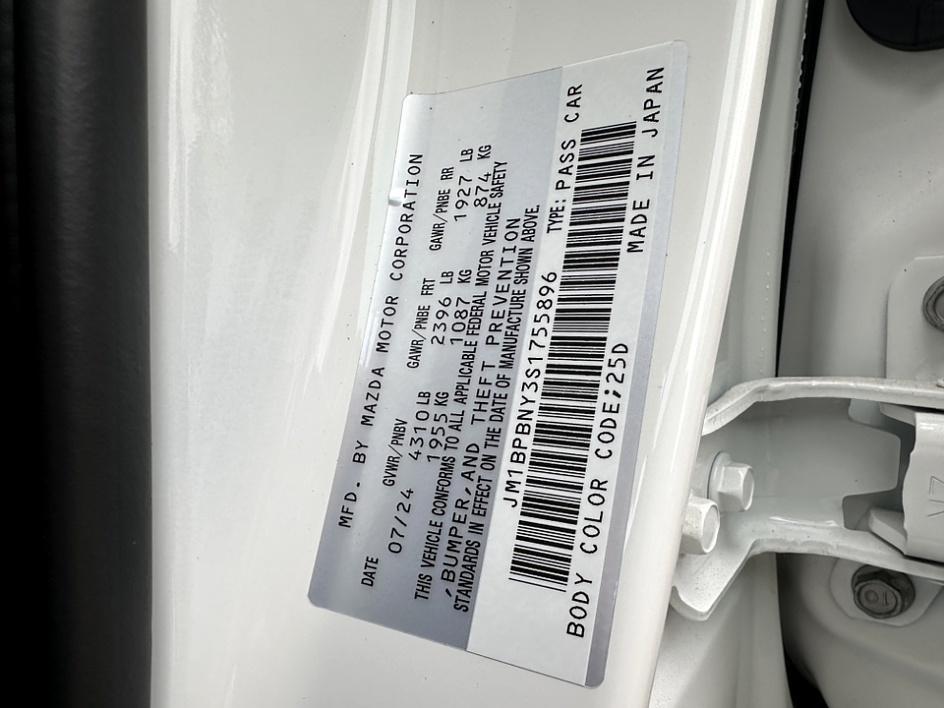 MFD. BY MAZDA MOTOR CORPORATION
DATE GVWR/PNBV GAWR/PNBE FRT GAWR/PNBE RR
07/24 4310 LB 2396 LB 1927 LB
1955 KG 1087 KG 874 KG
THIS VEHICLE CONFORMS TO ALL APPLICABLE FEDERAL MOTOR VEHICLE SAFETY
,BUMPER,AND THEFT PREVENTION
STANDARDS IN EFFECT ON THE DATE OF MANUFACTURE SHOWN ABOVE.
JM1BPBNY3S1755896 TYPE: PASS CAR
BODY COLOR CODE;25D MADE IN JAPAN